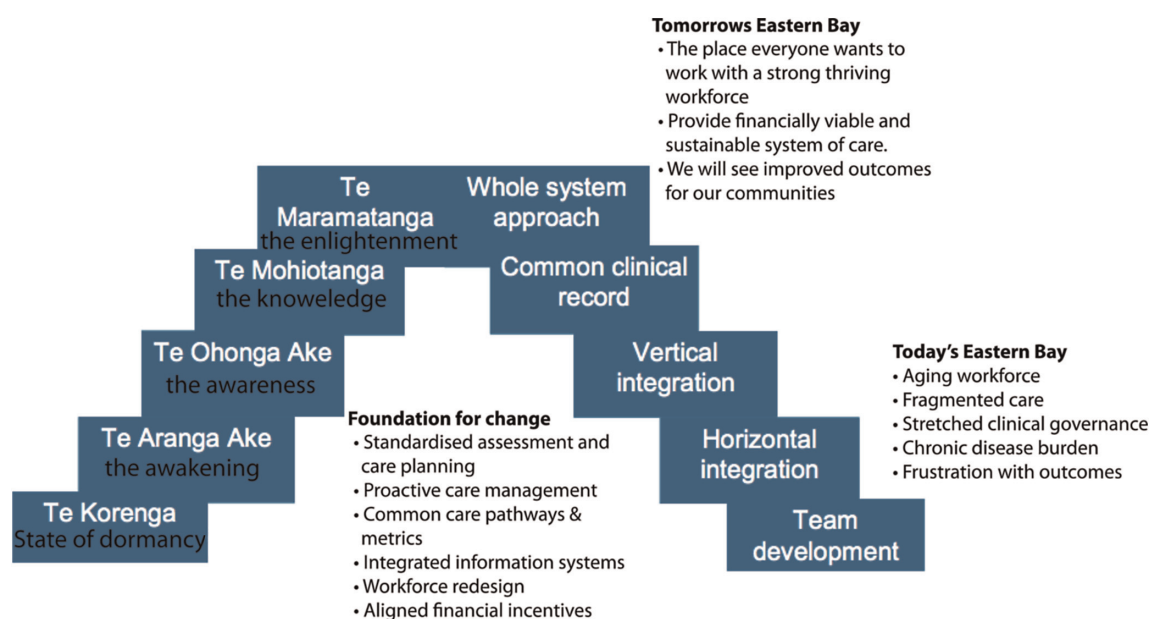 Tomorrows Eastern Bay
• The place everyone wants to
work with a strong thriving
workforce
• Provide financially viable and
sustainable system of care.
• We will see improved outcomes
for our communities
Te
Maramatanga
the enlightenment
Whole system
approach
Te Mohiotanga
the knoweledge
Common clinical
record
Te Ohonga Ake
the awareness
Vertical
integration
Today’s Eastern Bay
• Aging workforce
• Fragmented care
• Stretched clinical governance
• Chronic disease burden
• Frustration with outcomes
Te Aranga Ake
the awakening
Foundation for change
• Standardised assessment and
care planning
• Proactive care management
• Common care pathways &
metrics
• Integrated information systems
• Workforce redesign
• Aligned financial incentives
Horizontal
integration
Te Korenga
State of dormancy
Team
development